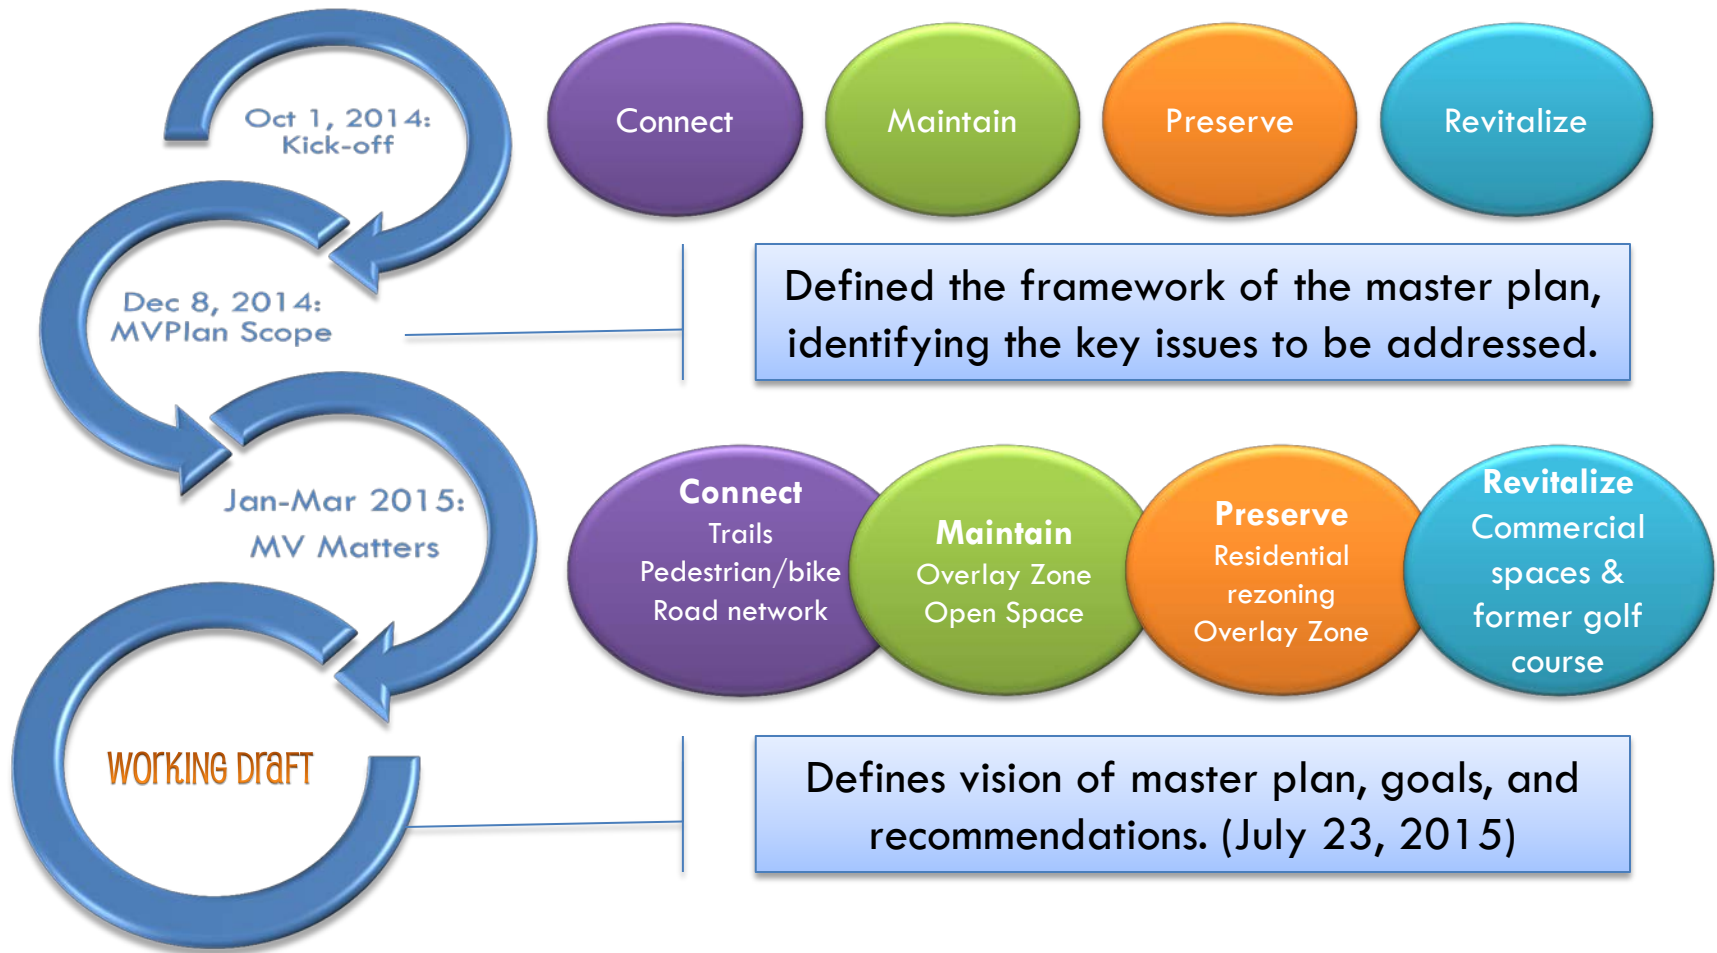 Oct 1, 2014:
Kick-off
Connect
Maintain
Preserve
Revitalize
Dec 8, 2014:
MVPlan Scope
Defined the framework of the master plan,
identifying the key issues to be addressed.
Jan-Mar 2015:
MV Matters
Connect
Trails
Pedestrian/bike
Road network
Maintain
Overlay Zone
Open Space
Preserve
Residential
rezoning
Overlay Zone
Revitalize
Commercial
spaces &
former golf
course
WORKING DRAFT
Defines vision of master plan, goals, and
recommendations. (July 23, 2015)